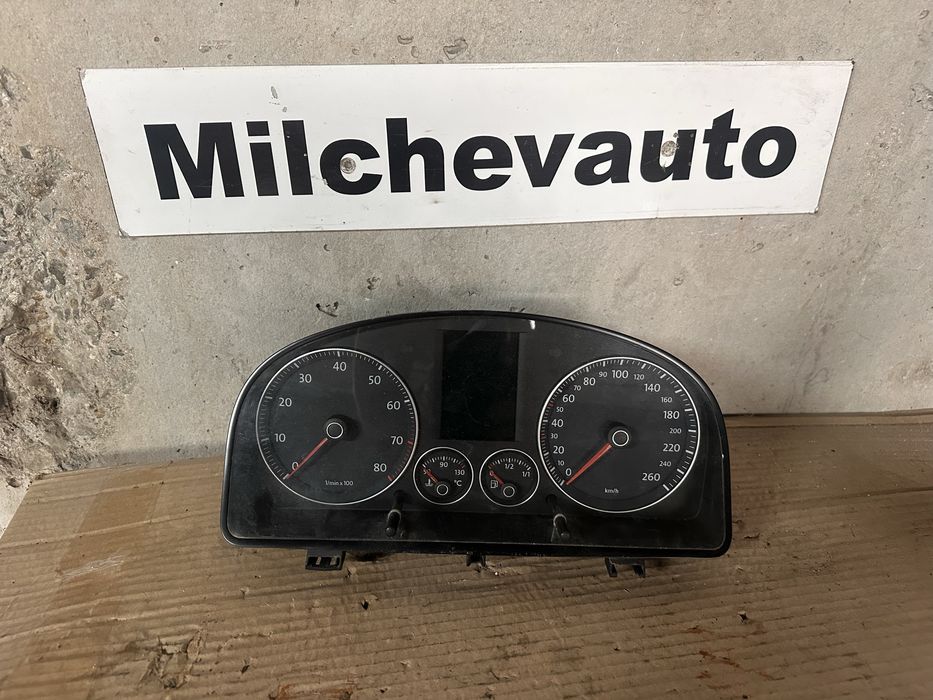 Milchevauto
0 10 20 30 40 50 60 70 80
1/min x 100
50 90 130
°C
0 1/2 1/1
0 10 20 30 40 50 60 70 80 90 100 120 140 160 180 200 220 260
km/h